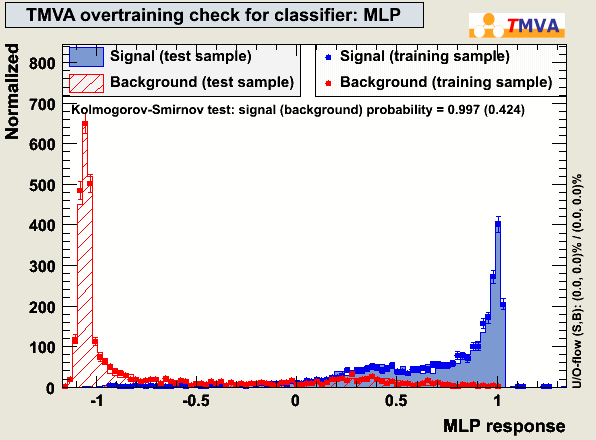 TMVA overtraining check for classifier: MLP
TMVA
Normalized
Signal (test sample)
Background (test sample)
Signal (training sample)
Background (training sample)
Kolmogorov-Smirnov test: signal (background) probability = 0.997 (0.424)
800
700
600
500
400
300
200
100
0
-1
-0.5
0
0.5
1
MLP response
U/O-flow (S,B): (0.0, 0.0)% / (0.0, 0.0)%